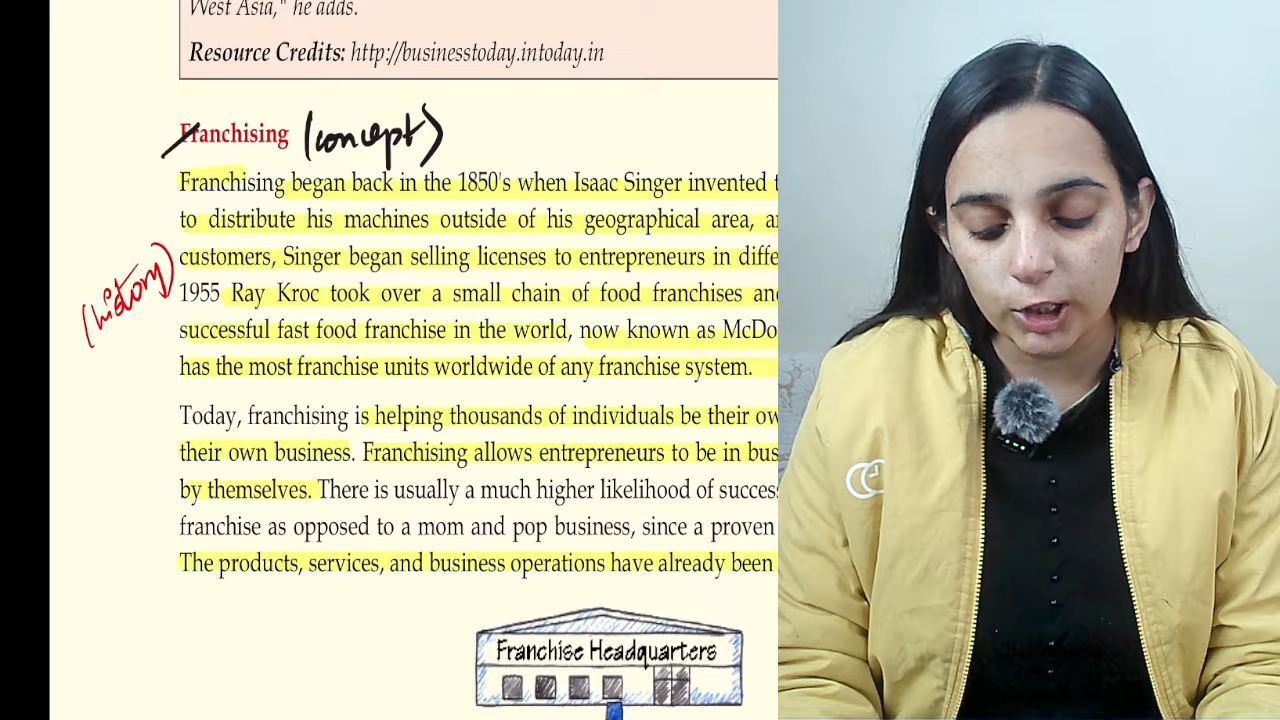 West Asia," he adds.
Resource Credits: http://businesstoday.intoday.in
Franchising (concept)
Franchising began back in the 1850's when Isaac Singer invented
to distribute his machines outside of his geographical area,
(history)
customers, Singer began selling licenses to entrepreneurs in
1955 Ray Kroc took over a small chain of food franchises
successful fast food franchise in the world, now known as
has the most franchise units worldwide of any franchise system.
Today, franchising is helping thousands of individuals be their
their own business. Franchising allows entrepreneurs to be in
by themselves. There is usually a much higher likelihood of
franchise as opposed to a mom and pop business, since a proven
The products, services, and business operations have already been
Franchise Headquarters